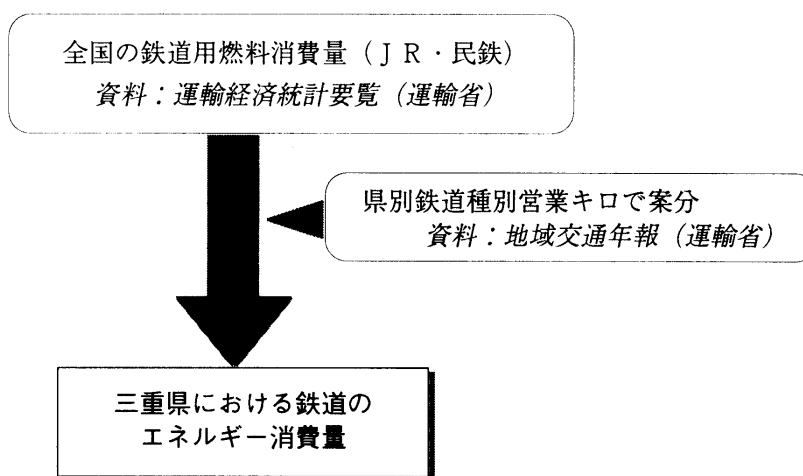 全国の鉄道用燃料消費量（ＪＲ・民鉄）
資料：運輸経済統計要覧（運輸省）
県別鉄道種別営業キロで案分
資料：地域交通年報（運輸省）
三重県における鉄道の
エネルギー消費量